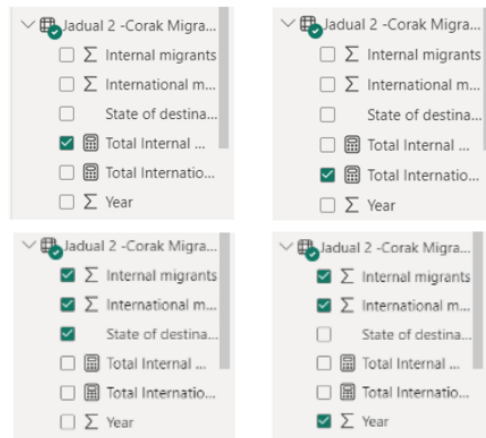 Jadual 2 -Corak Migra...
Internal migrants
International m...
State of destina...
Total Internal ...
Total Internatio...
Year
Jadual 2 -Corak Migra...
Internal migrants
International m...
State of destina...
Total Internal ...
Total Internatio...
Year
Jadual 2 -Corak Migra...
Internal migrants
International m...
State of destina...
Total Internal ...
Total Internatio...
Year
Jadual 2 -Corak Migra...
Internal migrants
International m...
State of destina...
Total Internal ...
Total Internatio...
Year